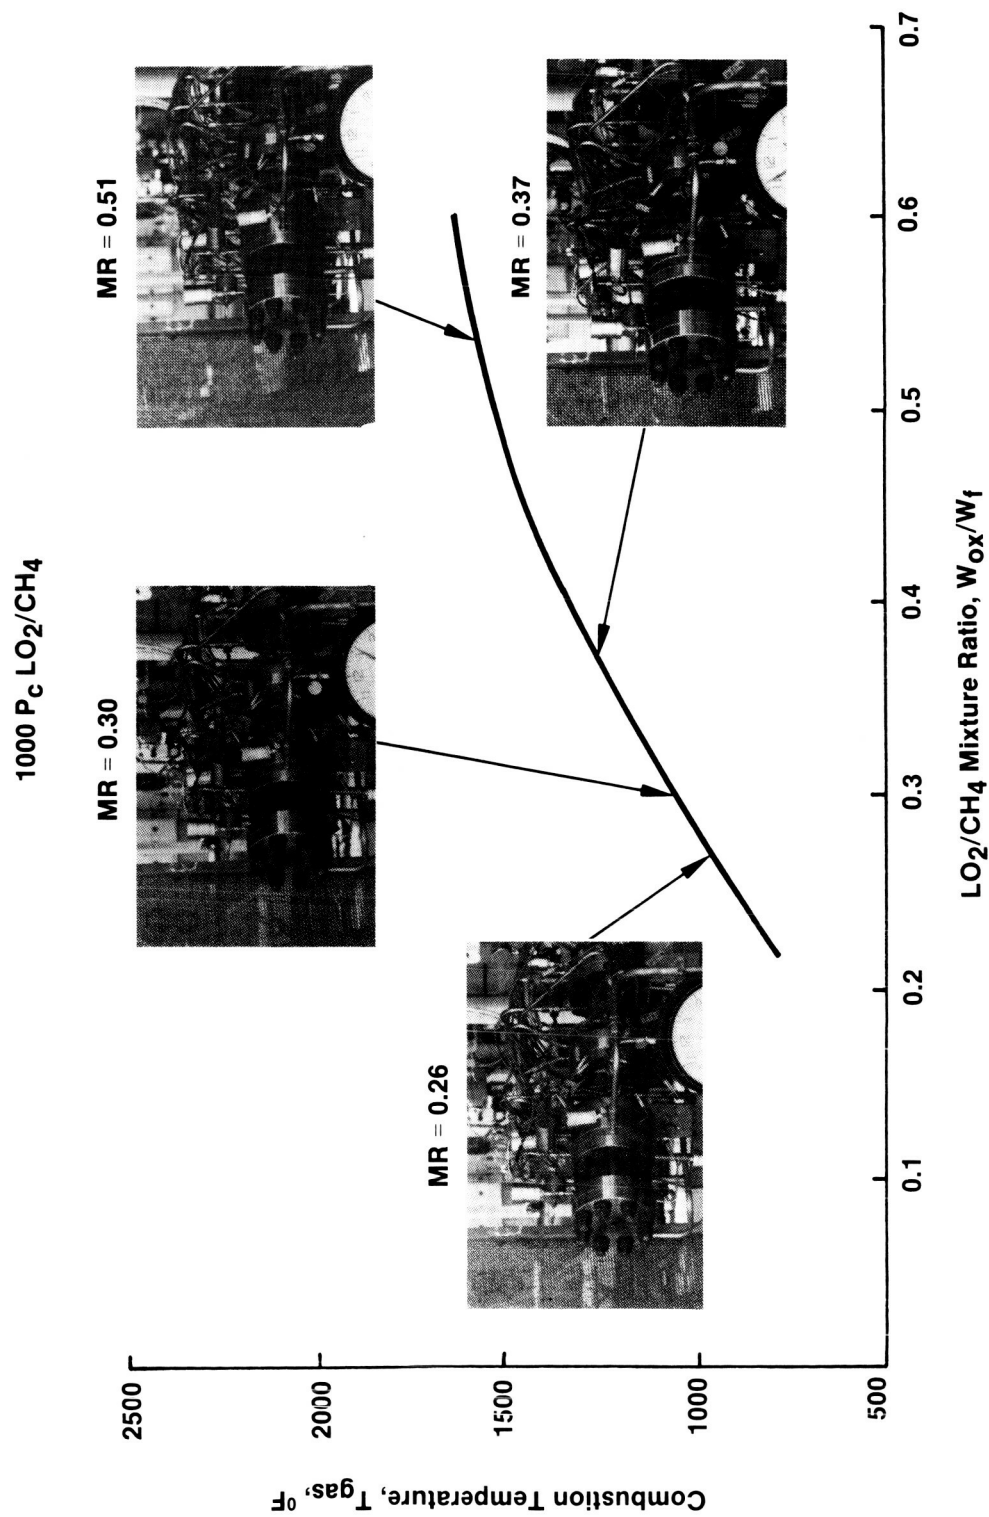 1000 Pc LO2/CH4
MR = 0.30
MR = 0.51
MR = 0.26
MR = 0.37
Combustion Temperature, Tgas, ⁰F
2500
2000
1500
1000
500
0.1
0.2
0.3
0.4
0.5
0.6
0.7
LO2/CH4 Mixture Ratio, Wox/Wf